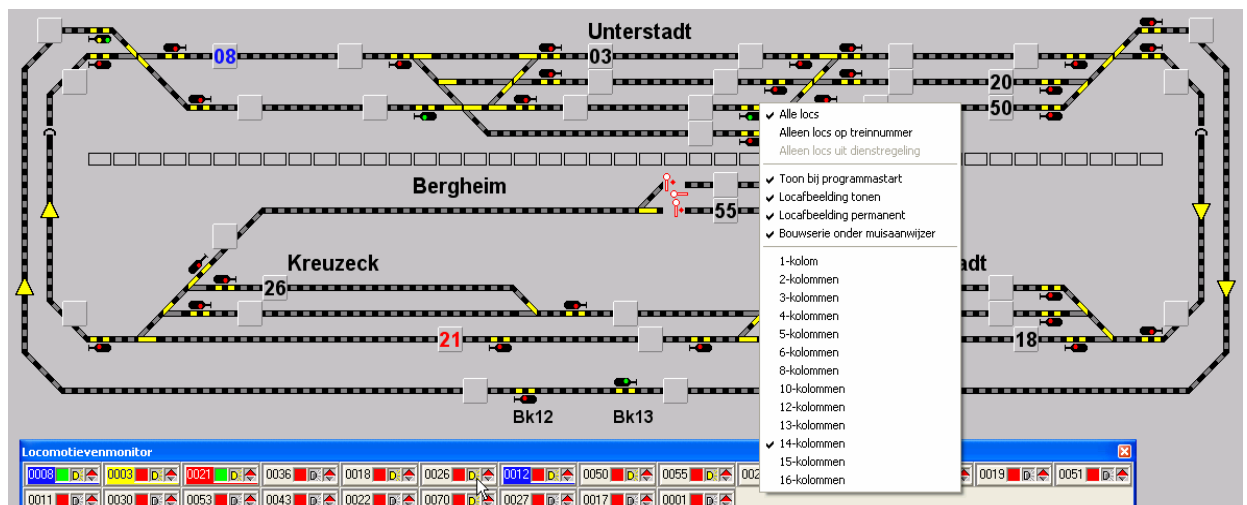 Unterstadt
08
03
20
50
Alle locs
Alleen locs op treinnummer
Alleen locs uit dienstregeling
Toon bij programmastart
Locafbeelding tonen
Locafbeelding permanent
Bouwserie onder muisaanwijzer
1-kolom
2-kolommen
3-kolommen
4-kolommen
5-kolommen
6-kolommen
8-kolommen
10-kolommen
12-kolommen
13-kolommen
14-kolommen
15-kolommen
16-kolommen
Bergheim
55
Kreuzeck
adt
26
21
18
Bk12
Bk13
Locomotievenmonitor
0008 D 0003 D 0021 D 0036 D 0018 D 0026 D 0012 D 0050 D 0055 D 002 0019 D 0051 D
0011 D 0030 D 0053 D 0043 D 0022 D 0070 D 0027 D 0017 D 0001 D